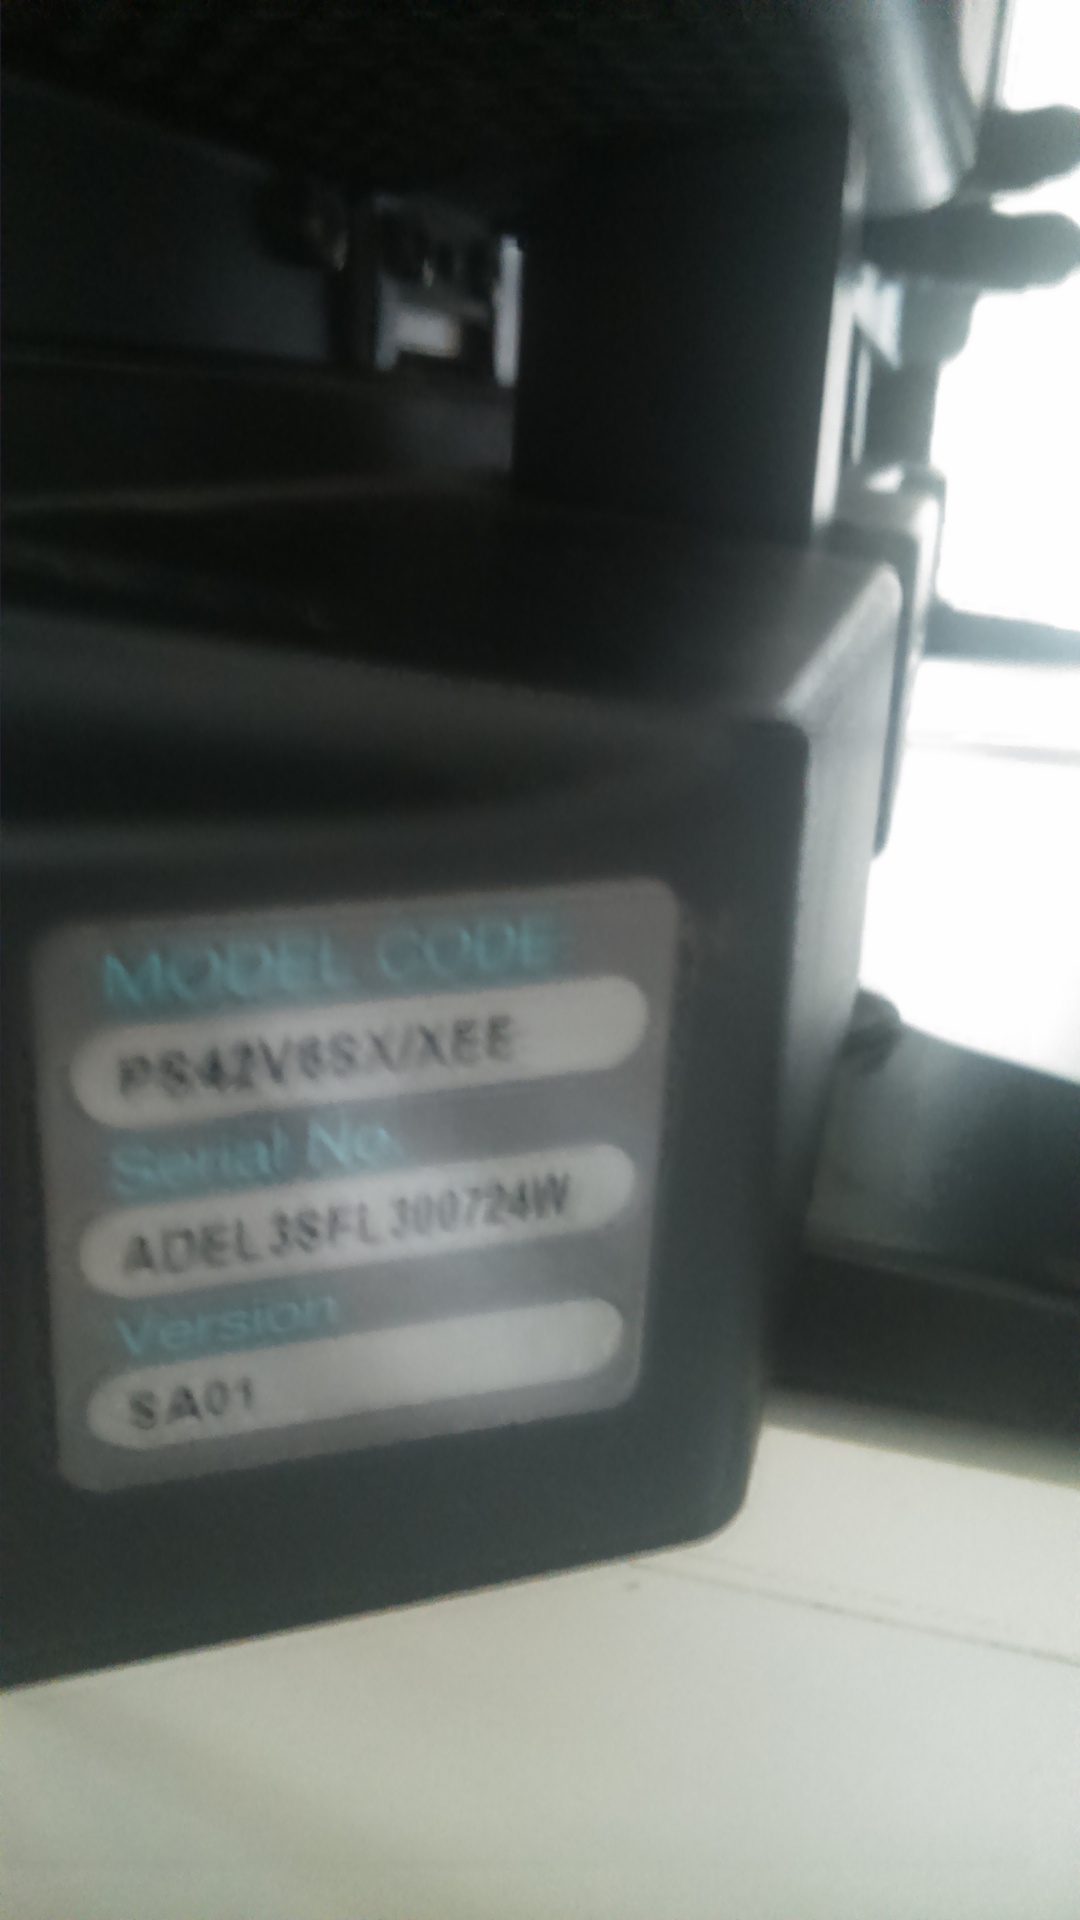 MODEL CODE
PS42V6SX/XEE
Serial No.
ADEL3SFL300724W
Version
SA01